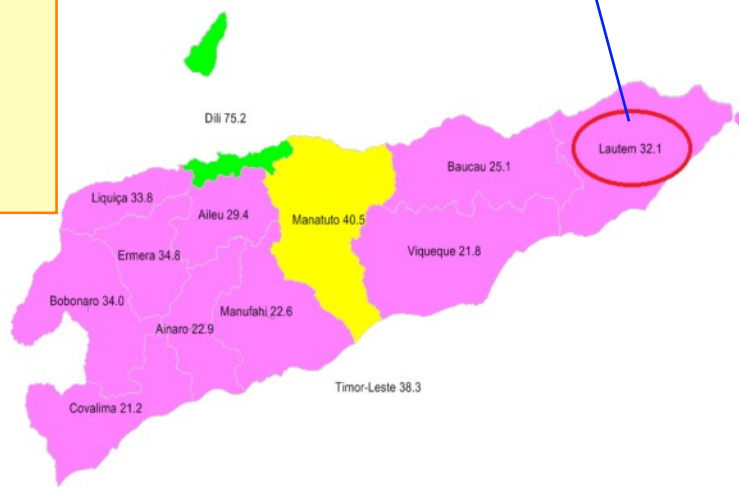 Dili 75.2
Lautem 32.1
Baucau 25.1
Liquiça 33.8
Aileu 29.4
Manatuto 40.5
Ermera 34.8
Viqueque 21.8
Bobonaro 34.0
Manufahi 22.6
Ainaro 22.9
Timor-Leste 38.3
Covalima 21.2